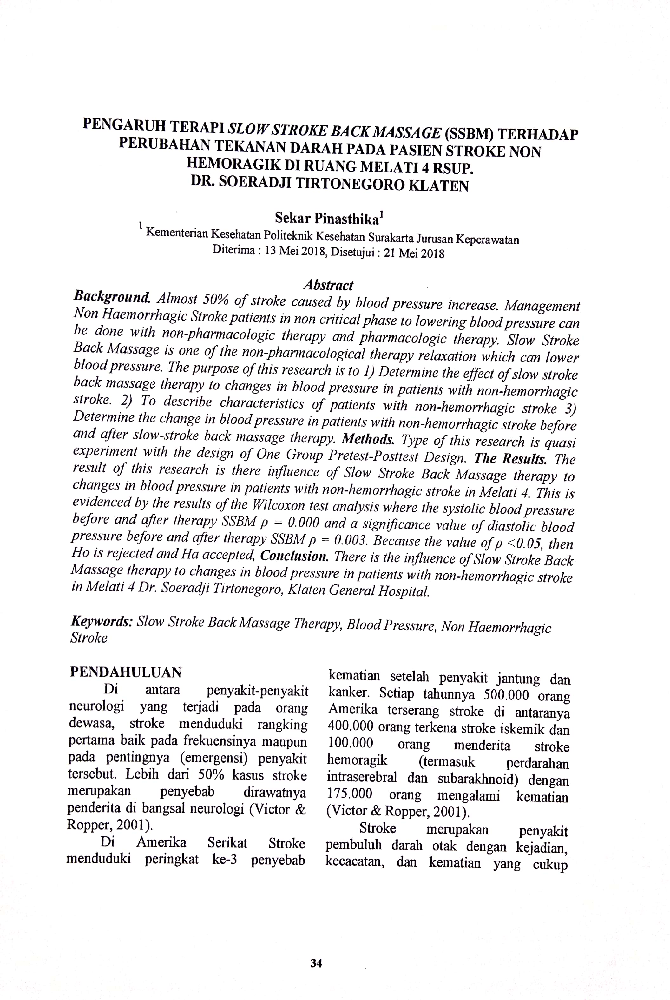 PENGARUH TERAPI SLOW STROKE BACK MASSAGE (SSBM) TERHADAP
PERUBAHAN TEKANAN DARAH PADA PASIEN STROKE NON
HEMORAGIK DI RUANG MELATI 4 RSUP.
DR. SOERADJI TIRTONEGORO KLATEN
Sekar Pinasthika¹
¹ Kementerian Kesehatan Politeknik Kesehatan Surakarta Jurusan Keperawatan
Diterima : 13 Mei 2018, Disetujui : 21 Mei 2018
Abstract
Background. Almost 50% of stroke caused by blood pressure increase. Management
Non Haemorrhagic Stroke patients in non critical phase to lowering blood pressure can
be done with non-pharmacologic therapy and pharmacologic therapy. Slow Stroke
Back Massage is one of the non-pharmacological therapy relaxation which can lower
blood pressure. The purpose of this research is to 1) Determine the effect of slow stroke
back massage therapy to changes in blood pressure in patients with non-hemorrhagic
stroke. 2) To describe characteristics of patients with non-hemorrhagic stroke 3)
Determine the change in blood pressure in patients with non-hemorrhagic stroke before
and after slow-stroke back massage therapy. Methods. Type of this research is quasi
experiment with the design of One Group Pretest-Posttest Design. The Results. The
result of this research is there influence of Slow Stroke Back Massage therapy to
changes in blood pressure in patients with non-hemorrhagic stroke in Melati 4. This is
evidenced by the results of the Wilcoxon test analysis where the systolic blood pressure
before and after therapy SSBM ρ = 0.000 and a significance value of diastolic blood
pressure before and after therapy SSBM ρ = 0.003. Because the value of ρ <0.05, then
Ho is rejected and Ha accepted, Conclusion. There is the influence of Slow Stroke Back
Massage therapy to changes in blood pressure in patients with non-hemorrhagic stroke
in Melati 4 Dr. Soeradji Tirtonegoro, Klaten General Hospital.
Keywords: Slow Stroke Back Massage Therapy, Blood Pressure, Non Haemorrhagic
Stroke
PENDAHULUAN
Di antara penyakit-penyakit
neurologi yang terjadi pada orang
dewasa, stroke menduduki rangking
pertama baik pada frekuensinya maupun
pada pentingnya (emergensi) penyakit
tersebut. Lebih dari 50% kasus stroke
merupakan penyebab dirawatnya
penderita di bangsal neurologi (Victor &
Ropper, 2001).
Di Amerika Serikat Stroke
menduduki peringkat ke-3 penyebab
kematian setelah penyakit jantung dan
kanker. Setiap tahunnya 500.000 orang
Amerika terserang stroke di antaranya
400.000 orang terkena stroke iskemik dan
100.000 orang menderita stroke
hemoragik (termasuk perdarahan
intraserebral dan subarakhnoid) dengan
175.000 orang mengalami kematian
(Victor & Ropper, 2001).
Stroke merupakan penyakit
pembuluh darah otak dengan kejadian,
kecacatan, dan kematian yang cukup
34